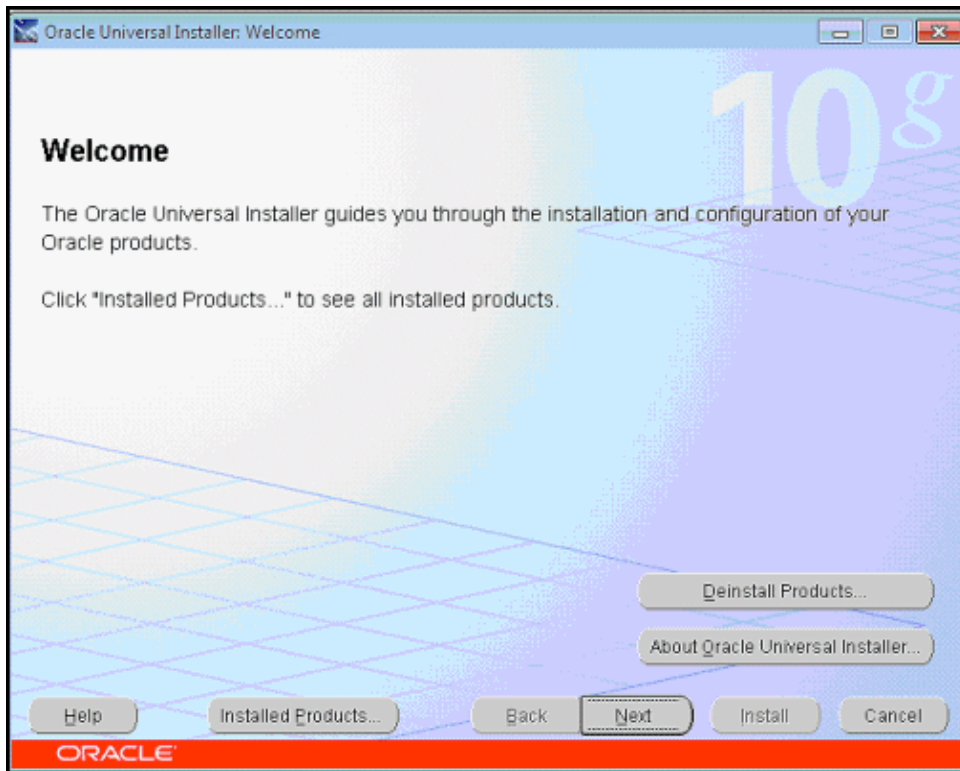 Oracle Universal Installer: Welcome
10g
Welcome
The Oracle Universal Installer guides you through the installation and configuration of your
Oracle products.
Click "Installed Products..." to see all installed products.
Deinstall Products...
About Oracle Universal Installer...
Help
Installed Products...
Back
Next
Install
Cancel
ORACLE